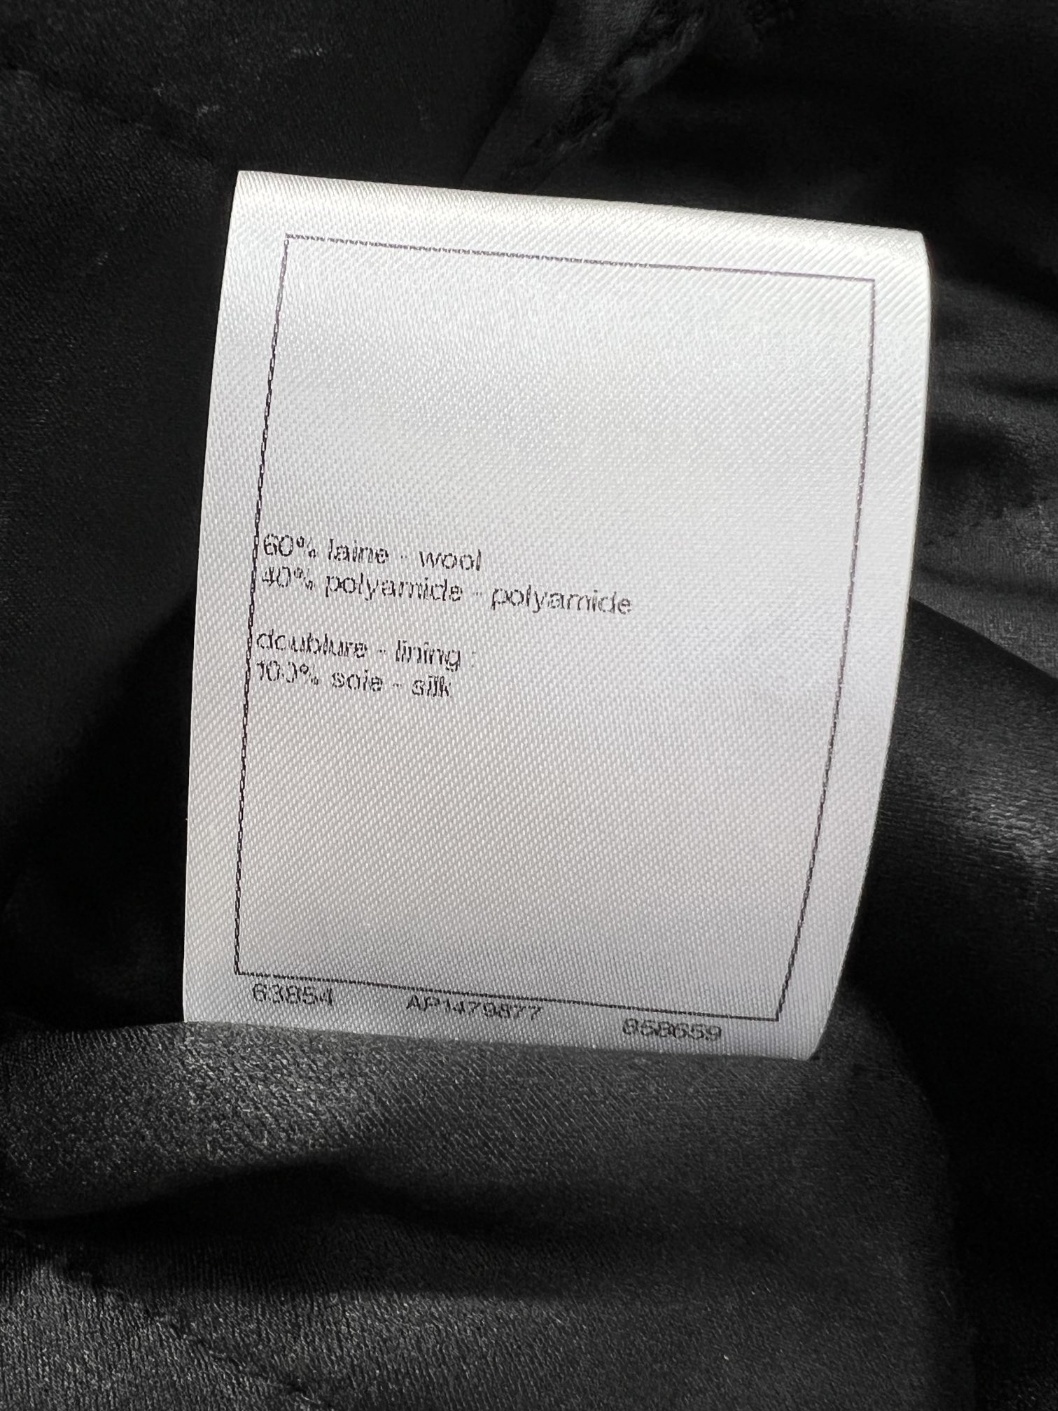 60% laine - wool
40% polyamide - polyamide
doublure - lining :
100% soie - silk
63854 AP1479877 858659